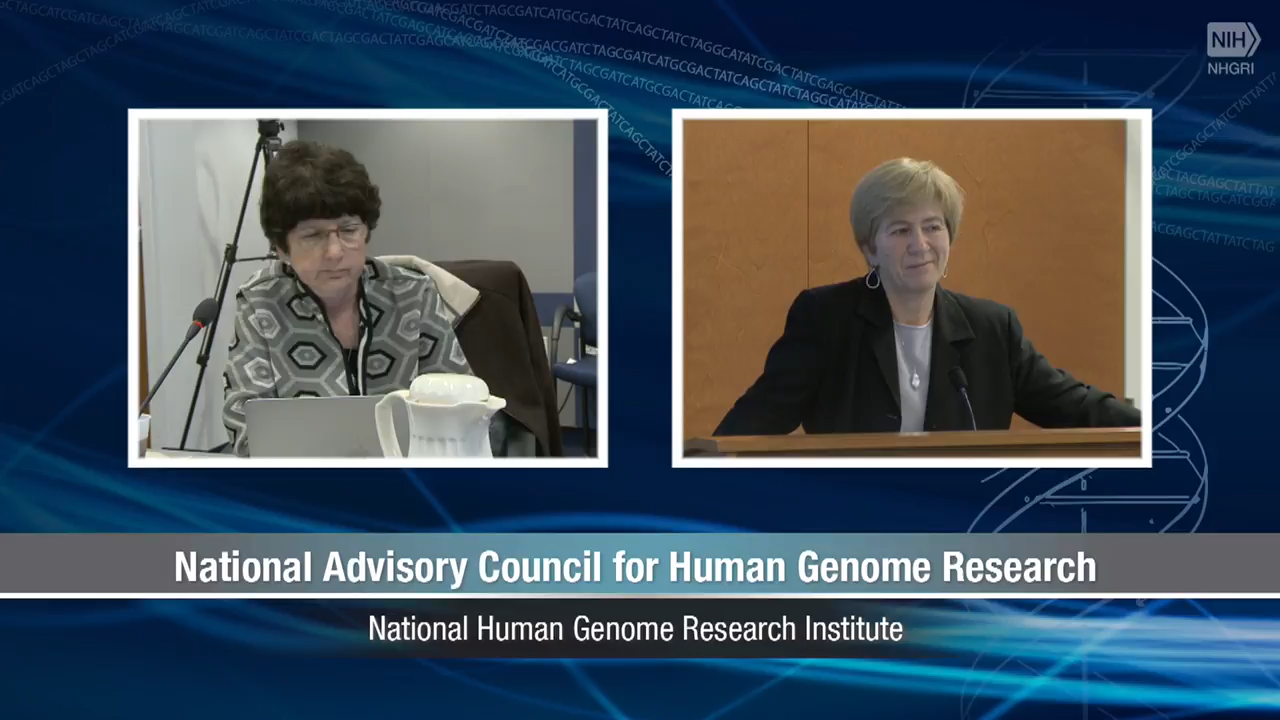 NIH
NHGRI
National Advisory Council for Human Genome Research
National Human Genome Research Institute